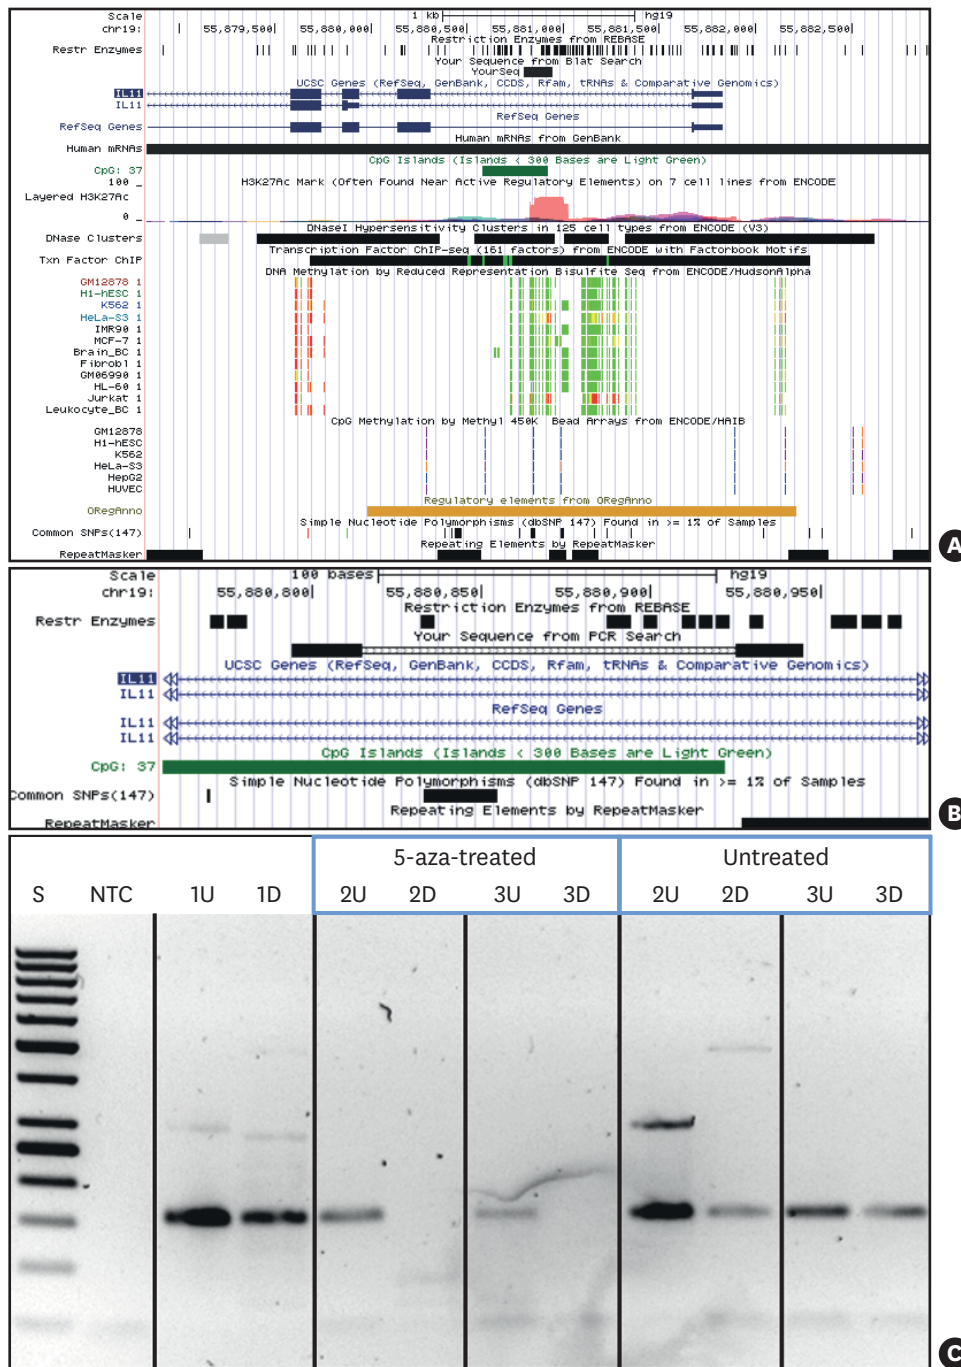 Scale 1 kb hg19
chr19: 55,879,500 55,880,000 55,880,500 55,881,000 55,881,500 55,882,000 55,882,500
Restriction Enzymes from REBASE
Restr Enzymes
Your Sequence from Blat Search
YourSeq
UCSC Genes (RefSeq, GenBank, CCDS, Rfam, tRNAs & Comparative Genomics)
IL11
IL11
RefSeq Genes
RefSeq Genes
Human mRNAs from GenBank
Human mRNAs
CpG Islands (Islands < 300 Bases are Light Green)
CpG: 37
H3K27Ac Mark (Often Found Near Active Regulatory Elements) on 7 cell lines from ENCODE
100 _
Layered H3K27Ac
0 _
DNaseI Hypersensitivity Clusters in 125 cell types from ENCODE (V3)
DNase Clusters
Transcription Factor ChIP-seq (161 factors) from ENCODE with Factorbook Motifs
Txn Factor ChIP
DNA Methylation by Reduced Representation Bisulfite Seq from ENCODE/HudsonAlpha
GM12878 1
H1-hESC 1
K562 1
HeLa-S3 1
IMR90 1
MCF-7 1
Brain_BC 1
Fibrobl 1
GM06990 1
HL-60 1
Jurkat 1
Leukocyte_BC 1
CpG Methylation by Methyl 450K Bead Arrays from ENCODE/HAIB
GM12878
H1-hESC
K562
HeLa-S3
HepG2
HUVEC
Regulatory elements from ORegAnno
ORegAnno
Simple Nucleotide Polymorphisms (dbSNP 147) Found in >= 1% of Samples
Common SNPs(147)
Repeating Elements by RepeatMasker
RepeatMasker
A
Scale 100 bases hg19
chr19: 55,880,800 55,880,850 55,880,900 55,880,950
Restriction Enzymes from REBASE
Restr Enzymes
Your Sequence from PCR Search
UCSC Genes (RefSeq, GenBank, CCDS, Rfam, tRNAs & Comparative Genomics)
IL11
IL11
RefSeq Genes
IL11
IL11
CpG Islands (Islands < 300 Bases are Light Green)
CpG: 37
Simple Nucleotide Polymorphisms (dbSNP 147) Found in >= 1% of Samples
Common SNPs(147)
Repeating Elements by RepeatMasker
RepeatMasker
B
5-aza-treated Untreated
S NTC 1U 1D 2U 2D 3U 3D 2U 2D 3U 3D
C